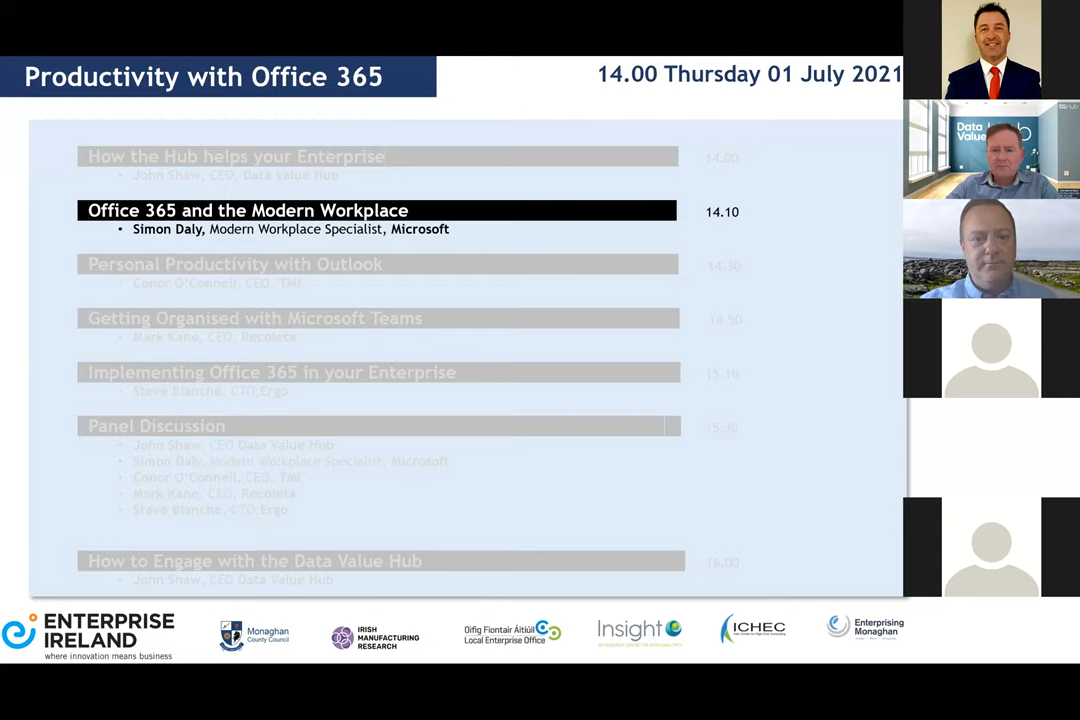 Productivity with Office 365
14.00 Thursday 01 July 2021
How the Hub helps your Enterprise 14.00
• John Shaw, CEO, Data Value Hub
Office 365 and the Modern Workplace 14.10
• Simon Daly, Modern Workplace Specialist, Microsoft
Personal Productivity with Outlook 14.30
• Conor O'Connell, CEO, TMI
Getting Organised with Microsoft Teams 14.50
• Mark Kane, CEO, Recoleta
Implementing Office 365 in your Enterprise 15.10
• Steve Blanche, CTO,Ergo
Panel Discussion 15.30
• John Shaw, CEO Data Value Hub
• Simon Daly, Modern Workplace Specialist, Microsoft
• Conor O'Connell, CEO, TMI
• Mark Kane, CEO, Recoleta
• Steve Blanche, CTO,Ergo
How to Engage with the Data Value Hub 16.00
• John Shaw, CEO Data Value Hub
Data
Value
ENTERPRISE
IRELAND
where innovation means business
Monaghan
County Council
IRISH
MANUFACTURING
RESEARCH
Oifig Fiontair Áitiúil
Local Enterprise Office
Insight
ICHEC
Enterprising
Monaghan